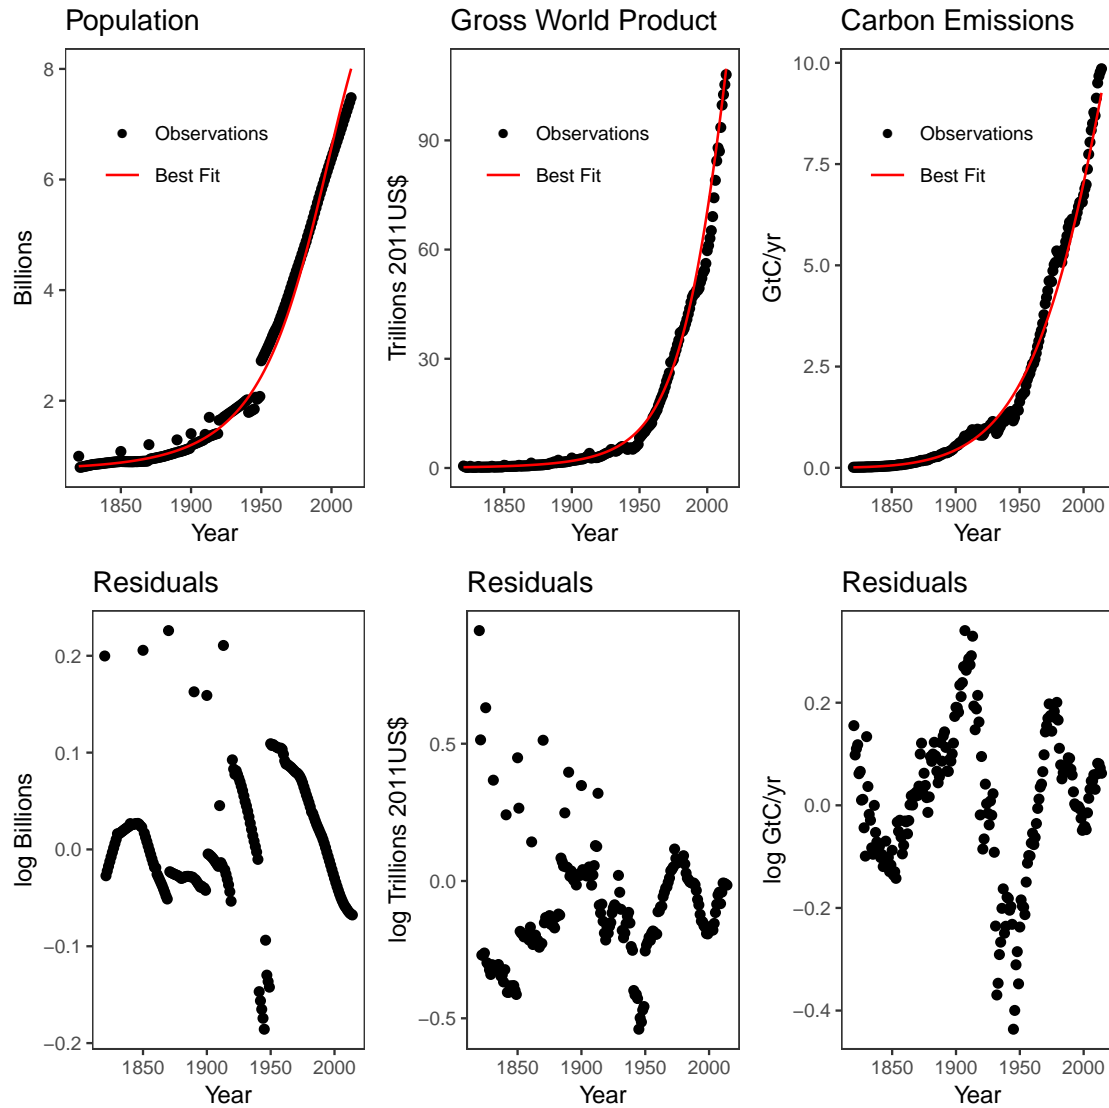 Population
Gross World Product
Carbon Emissions
Billions
8
6
4
2
Observations
Best Fit
1850 1900 1950 2000
Year
Trillions 2011US$
90
60
30
0
Observations
Best Fit
1850 1900 1950 2000
Year
GtC/yr
10.0
7.5
5.0
2.5
0.0
Observations
Best Fit
1850 1900 1950 2000
Year
Residuals
Residuals
Residuals
log Billions
0.2
0.1
0.0
−0.1
−0.2
1850 1900 1950 2000
Year
log Trillions 2011US$
0.5
0.0
−0.5
1850 1900 1950 2000
Year
log GtC/yr
0.2
0.0
−0.2
−0.4
1850 1900 1950 2000
Year